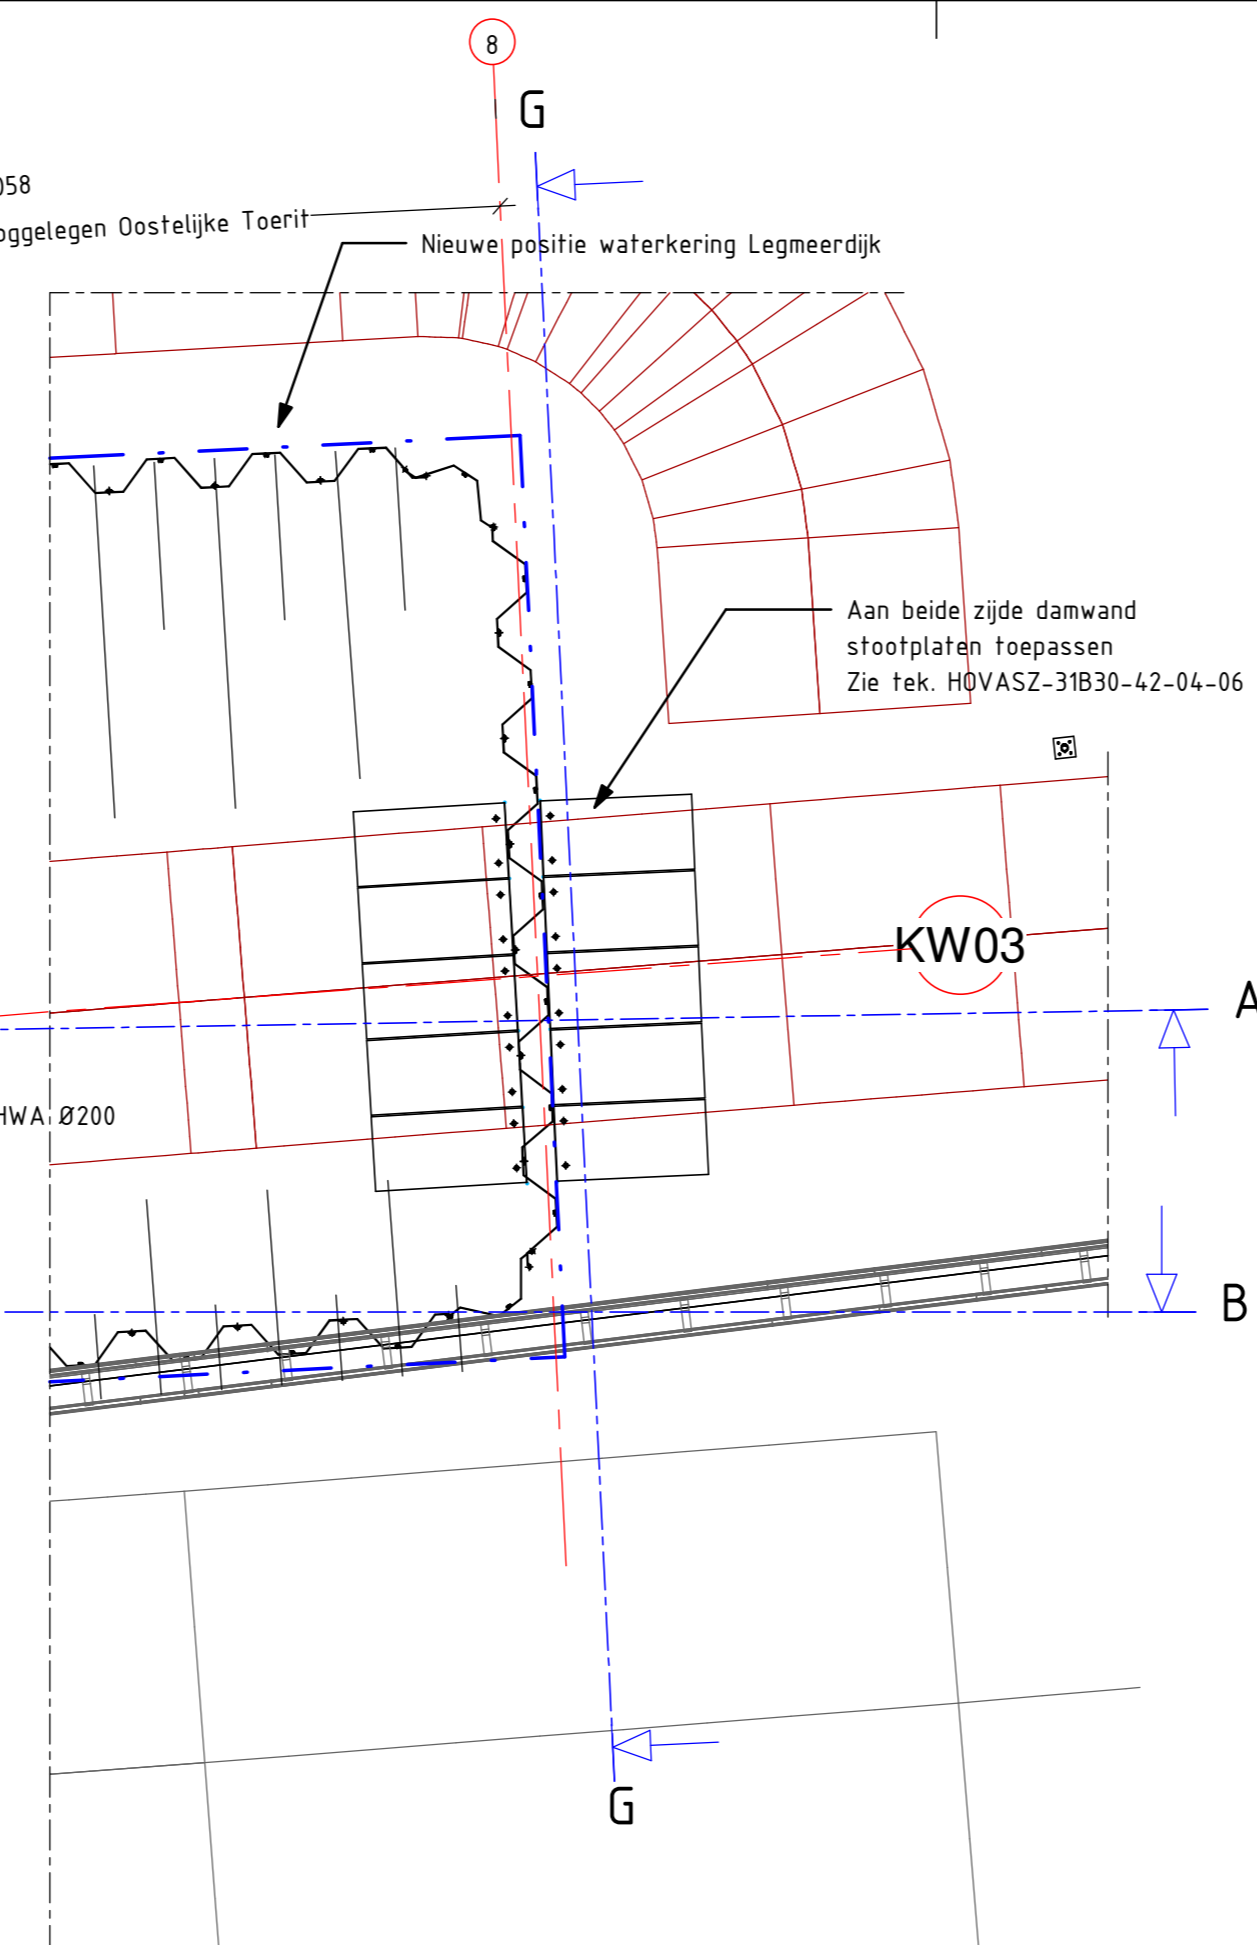 8
G
058
Hooggelegen Oostelijke Toerit
Nieuwe positie waterkering Legmeerdijk
Aan beide zijde damwand
stootplaten toepassen
Zie tek. HOVASZ-31B30-42-04-06
KW03
A
HWA Ø200
B
G